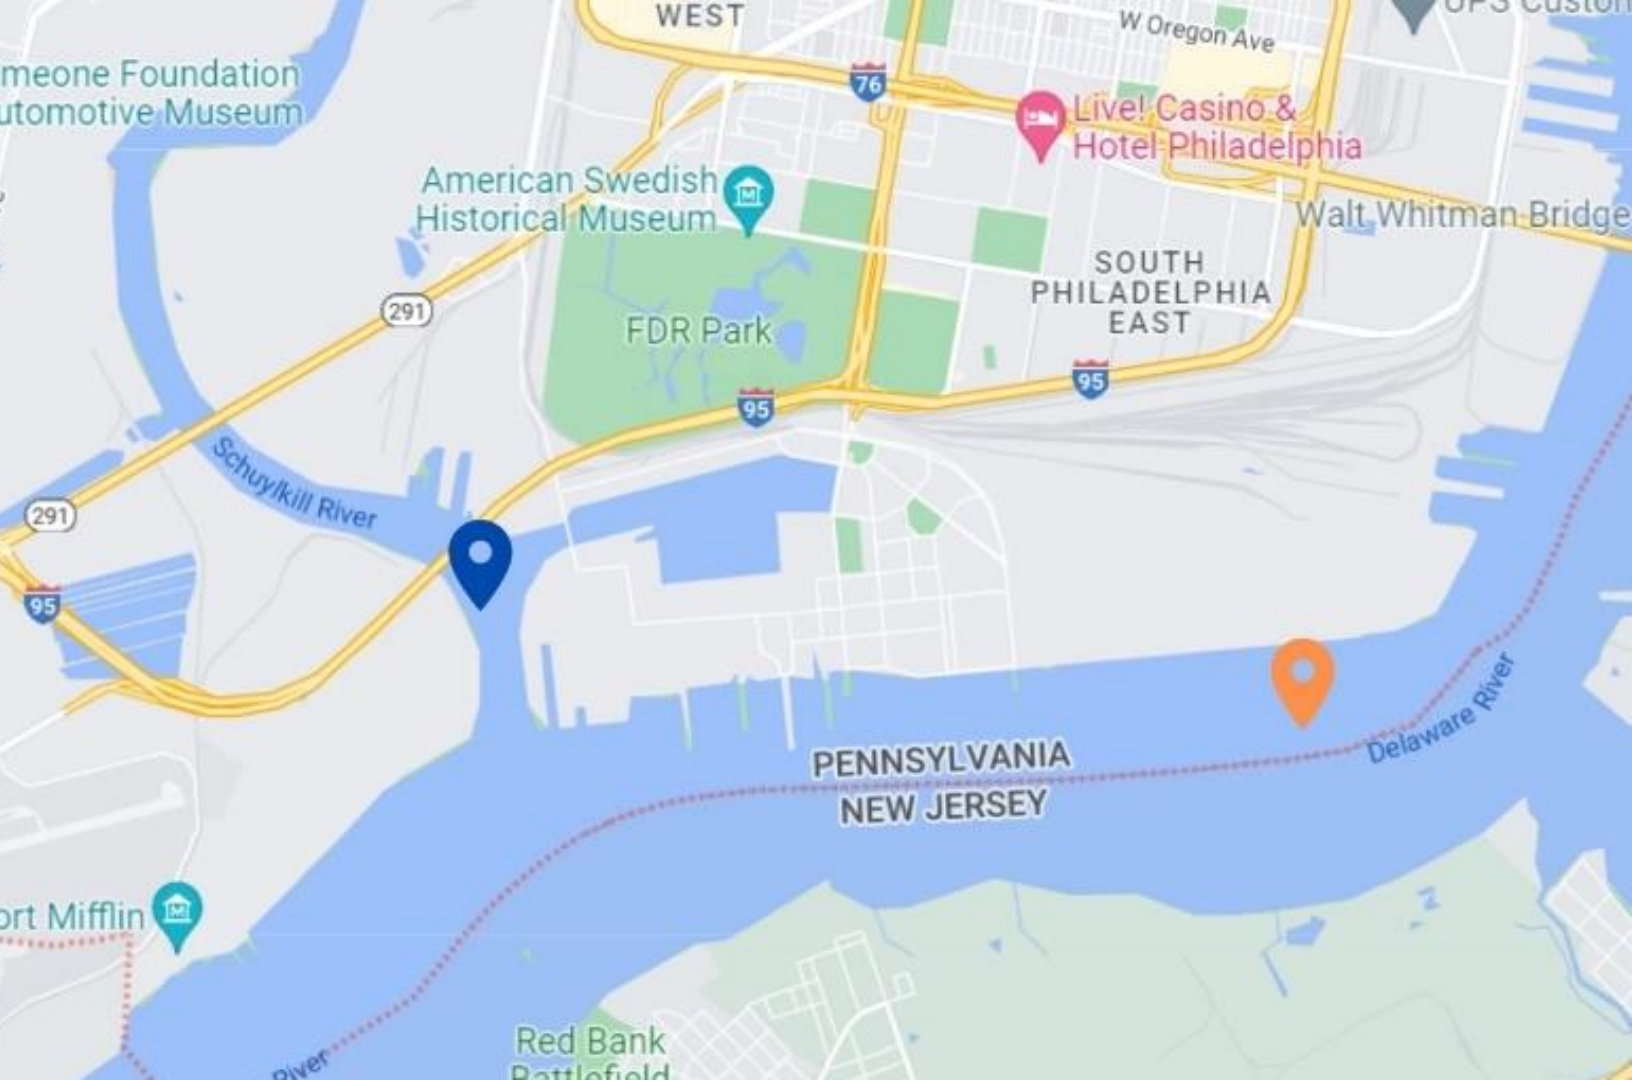 WEST
W Oregon Ave
meone Foundation
utomotive Museum
76
Live! Casino &
Hotel Philadelphia
American Swedish
Historical Museum
Walt Whitman Bridge
SOUTH
PHILADELPHIA
EAST
291
FDR Park
95
95
Schuylkill River
291
95
Delaware River
PENNSYLVANIA
NEW JERSEY
ort Mifflin
River
Red Bank
Battlefield